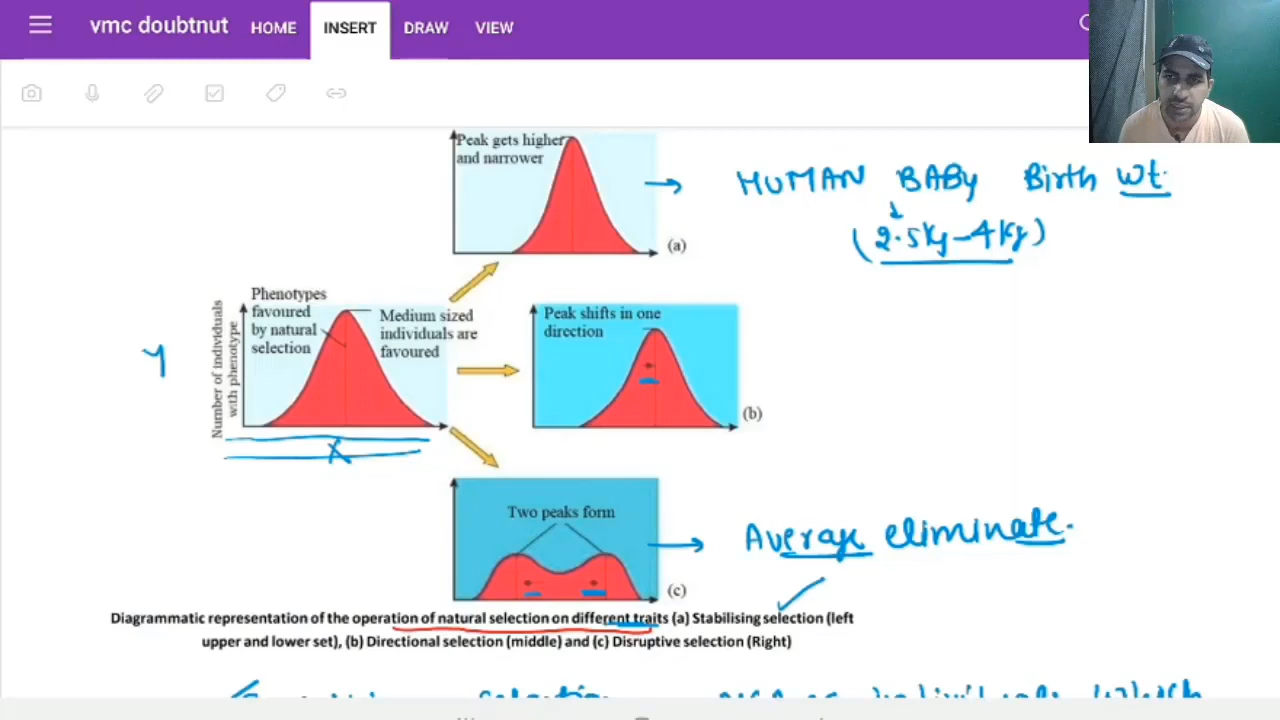 vmc doubtnut HOME INSERT DRAW VIEW
Peak gets higher
and narrower
(a)
HUMAN BABy Birth wt.
(2.5Kg-4Kg)
Phenotypes
favoured
by natural
selection
Medium sized
individuals are
favoured
Number of individuals
with phenotype
Y
X
Peak shifts in one
direction
(b)
Two peaks form
(c)
Average eliminate.
Diagrammatic representation of the operation of natural selection on different traits (a) Stabilising selection (left
upper and lower set), (b) Directional selection (middle) and (c) Disruptive selection (Right)
selection